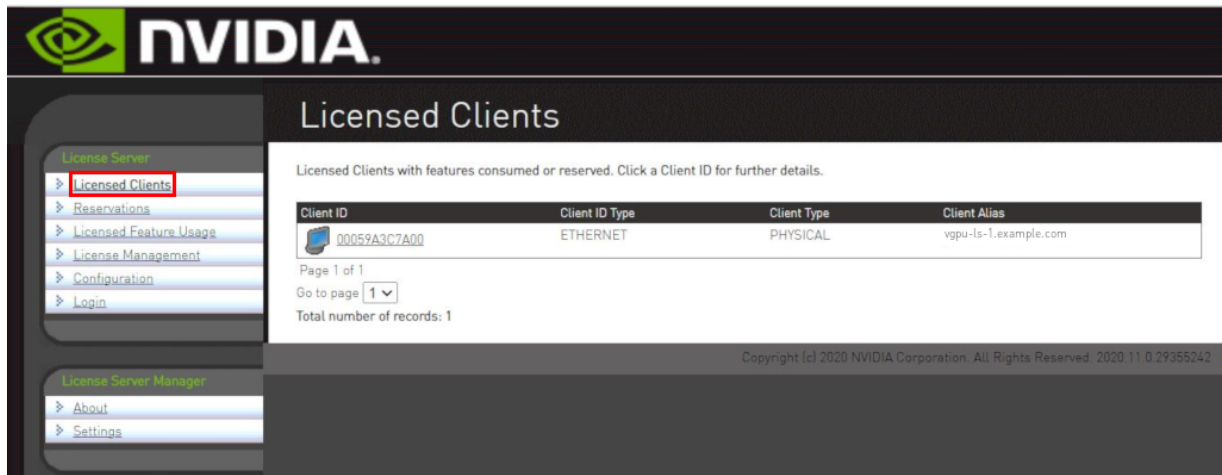 NVIDIA.
Licensed Clients
License Server
Licensed Clients
Reservations
Licensed Feature Usage
License Management
Configuration
Login
License Server Manager
About
Settings
Licensed Clients with features consumed or reserved. Click a Client ID for further details.
Client ID Client ID Type Client Type Client Alias
00059A3C7A00 ETHERNET PHYSICAL vgpu-ls-1.example.com
Page 1 of 1
Go to page 1
Total number of records: 1
Copyright (c) 2020 NVIDIA Corporation. All Rights Reserved. 2020.11.0.29355242